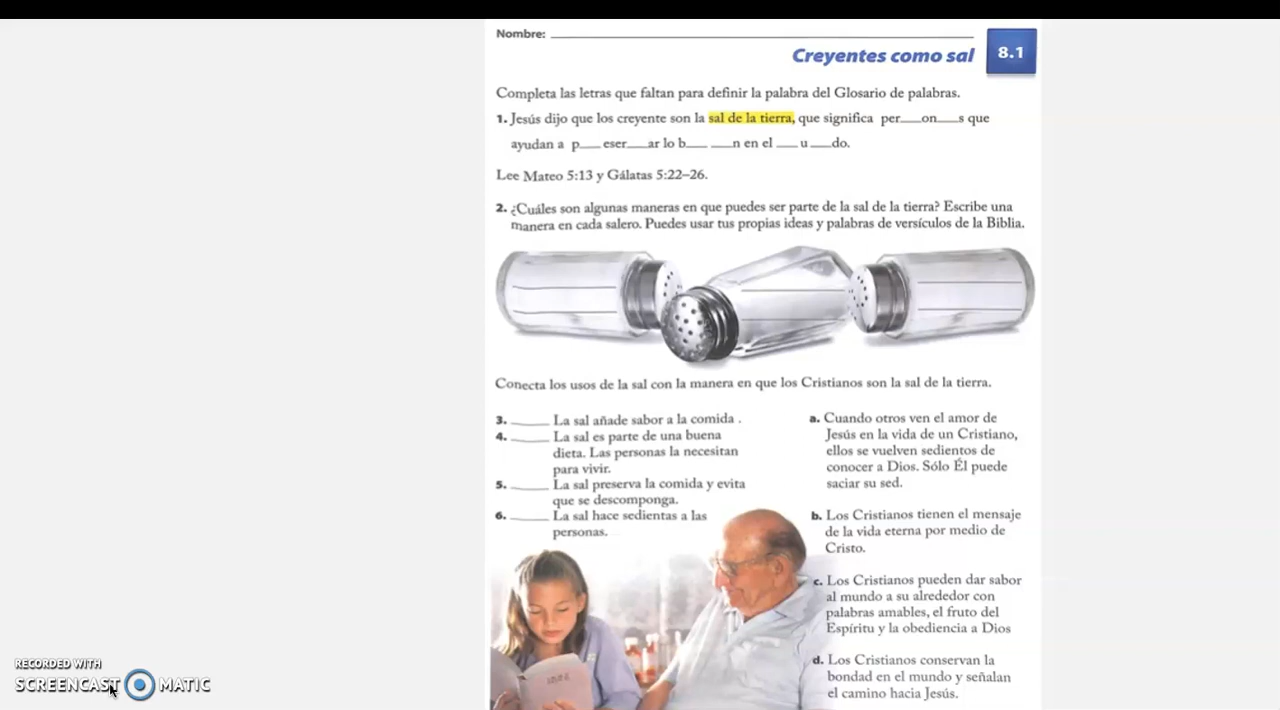 Nombre:
Creyentes como sal 8.1
Completa las letras que faltan para definir la palabra del Glosario de palabras.
1. Jesús dijo que los creyente son la sal de la tierra, que significa per___on___s que
ayudan a p___ eser___ar lo b___ ___n en el ___ u ___do.
Lee Mateo 5:13 y Gálatas 5:22–26.
2. ¿Cuáles son algunas maneras en que puedes ser parte de la sal de la tierra? Escribe una
manera en cada salero. Puedes usar tus propias ideas y palabras de versículos de la Biblia.
Conecta los usos de la sal con la manera en que los Cristianos son la sal de la tierra.
3. ______ La sal añade sabor a la comida .
4. ______ La sal es parte de una buena
dieta. Las personas la necesitan
para vivir.
5. ______ La sal preserva la comida y evita
que se descomponga.
6. ______ La sal hace sedientas a las
personas.
a. Cuando otros ven el amor de
Jesús en la vida de un Cristiano,
ellos se vuelven sedientos de
conocer a Dios. Sólo Él puede
saciar su sed.
b. Los Cristianos tienen el mensaje
de la vida eterna por medio de
Cristo.
c. Los Cristianos pueden dar sabor
al mundo a su alrededor con
palabras amables, el fruto del
Espíritu y la obediencia a Dios
d. Los Cristianos conservan la
bondad en el mundo y señalan
el camino hacia Jesús.
RECORDED WITH
SCREENCAST MATIC